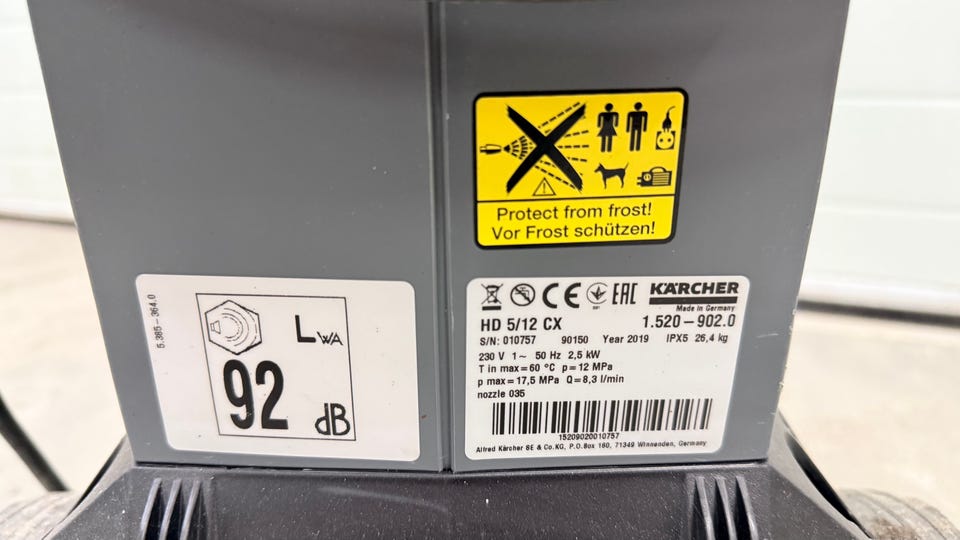 Protect from frost!
Vor Frost schützen!
5.385-364.0
LWA
92
dB
CE
EAC
KÄRCHER
Made in Germany
HD 5/12 CX
1.520-902.0
S/N: 010757 90150 Year 2019 IPX5 26,4 kg
230 V 1~ 50 Hz 2,5 kW
T in max=60 °C p=12 MPa
p max=17,5 MPa Q=8,3 l/min
nozzle 035
15209020010757
Alfred Kärcher SE & Co.KG, P.O.Box 160, 71349 Winnenden, Germany